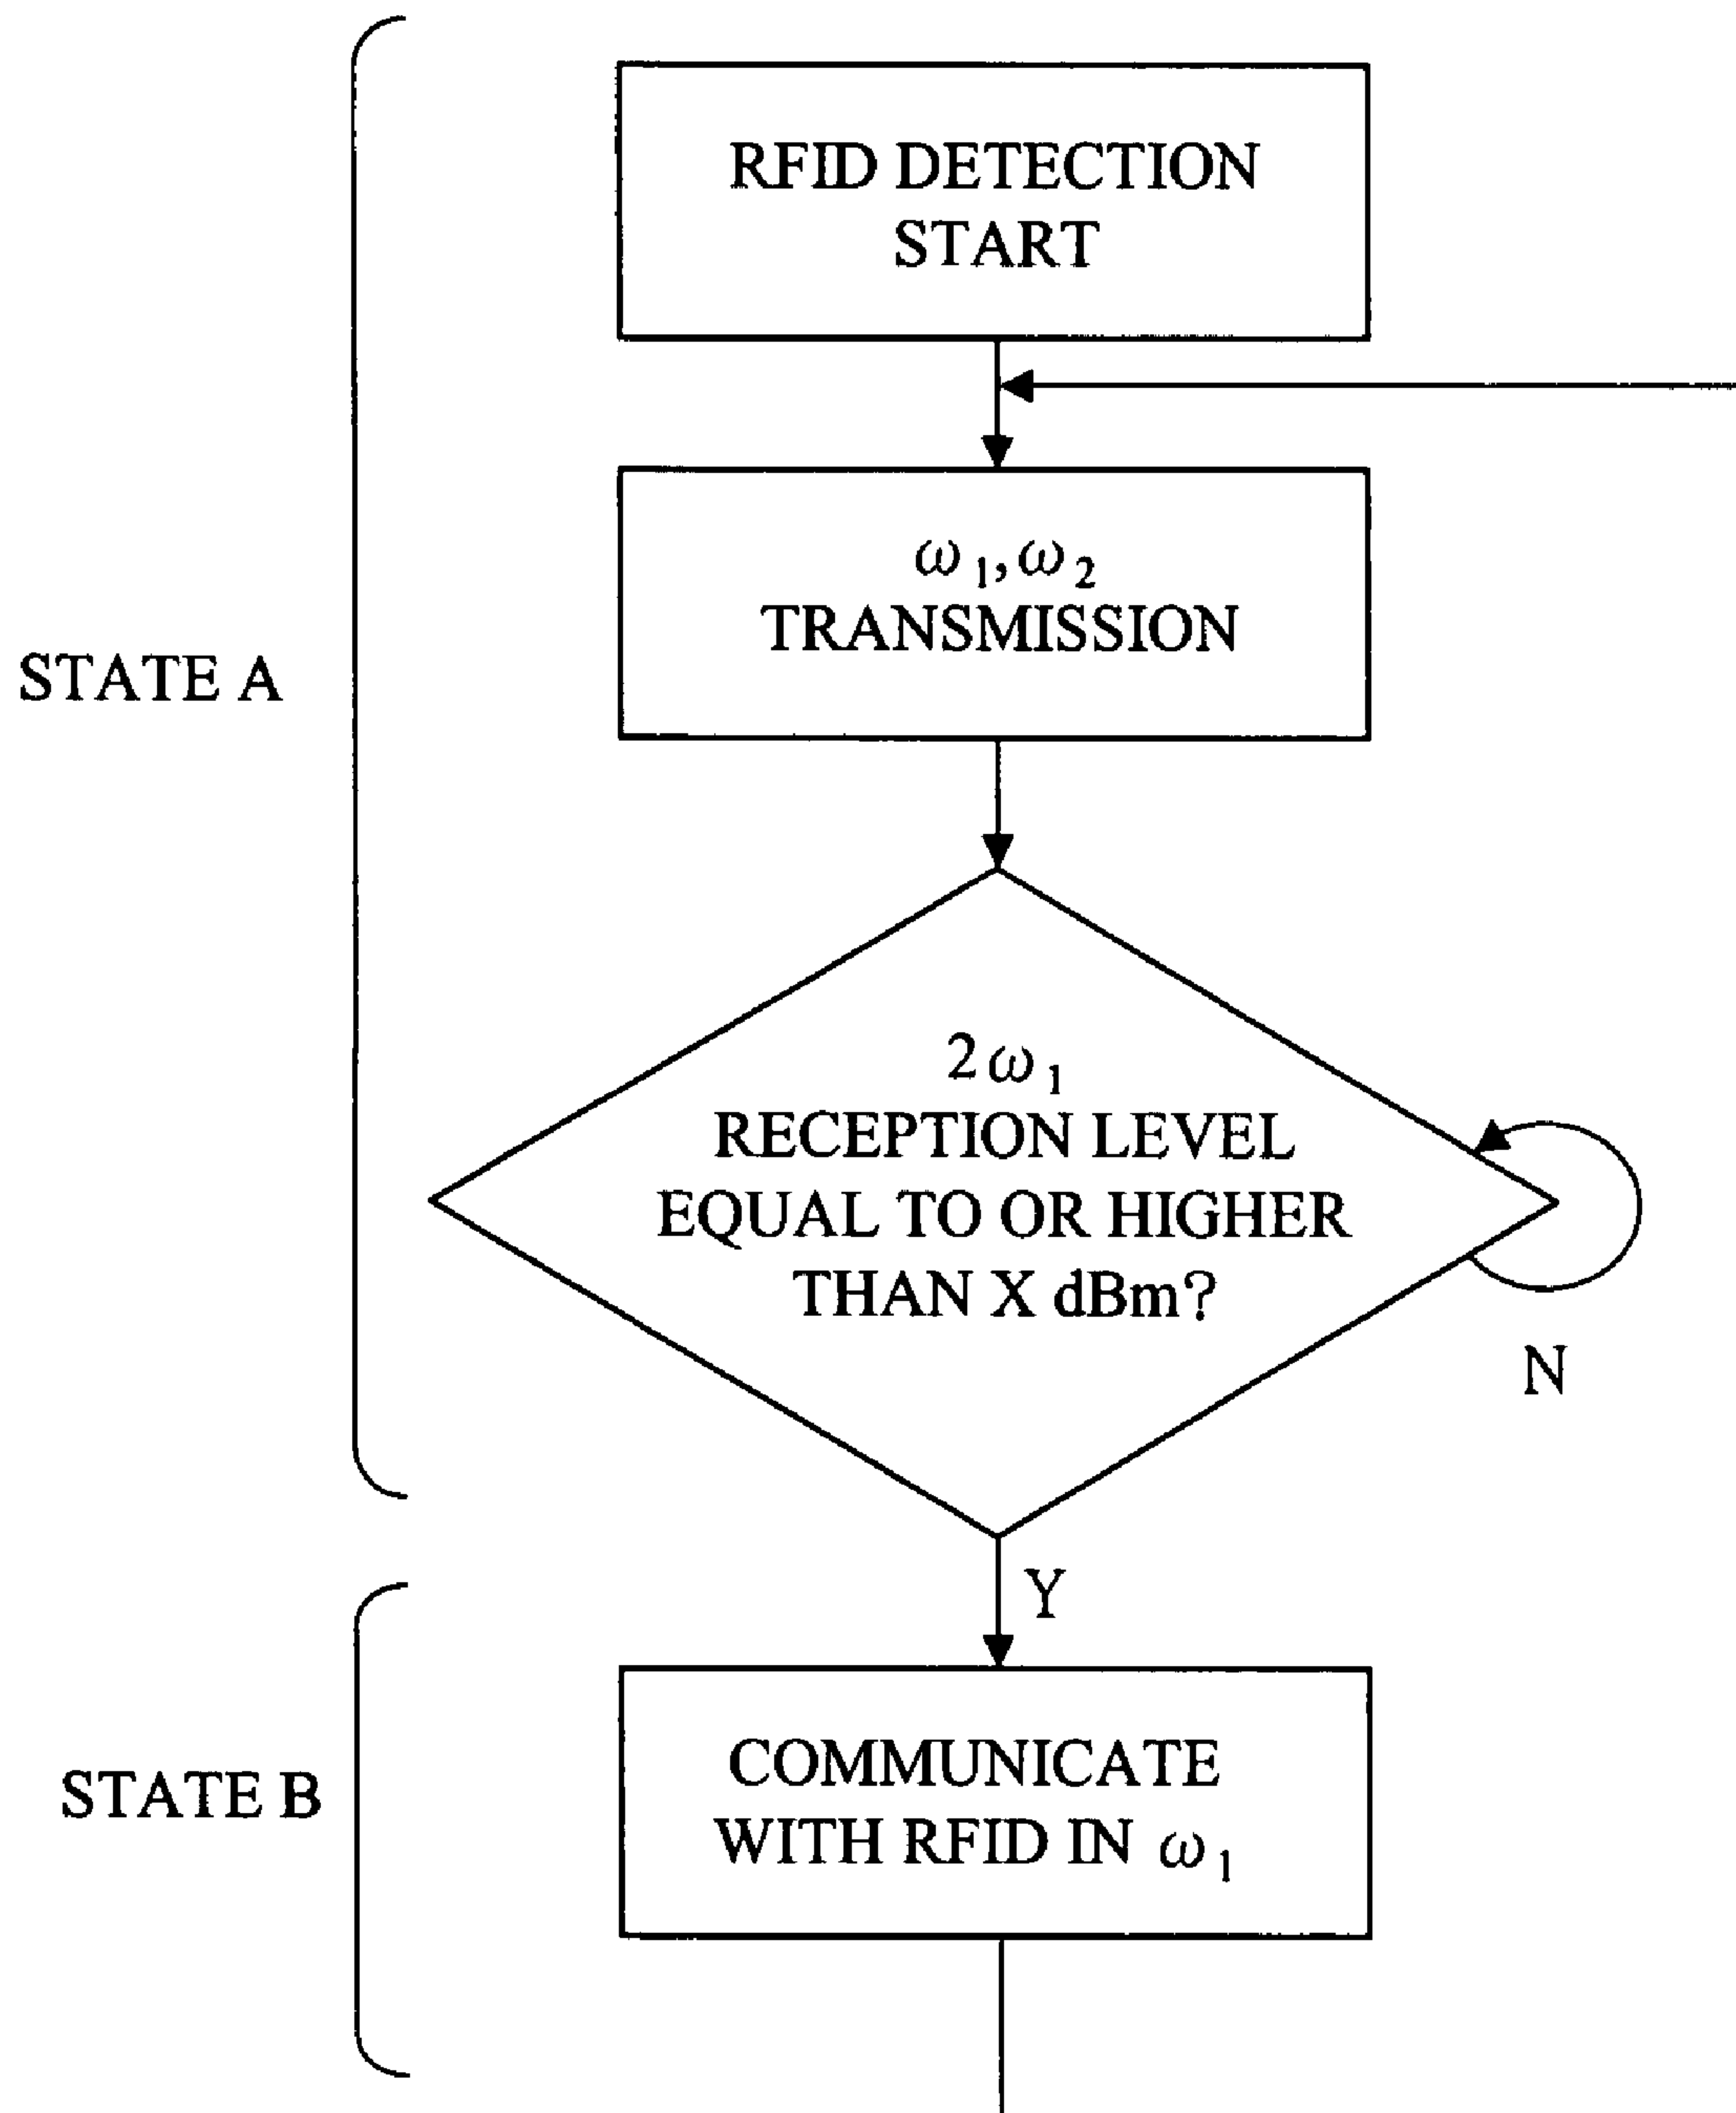 RFID DETECTION
START
ω₁,ω₂
TRANSMISSION
STATE A
2ω₁
RECEPTION LEVEL
EQUAL TO OR HIGHER
THAN X dBm?
N
Y
COMMUNICATE
WITH RFID IN ω₁
STATE B